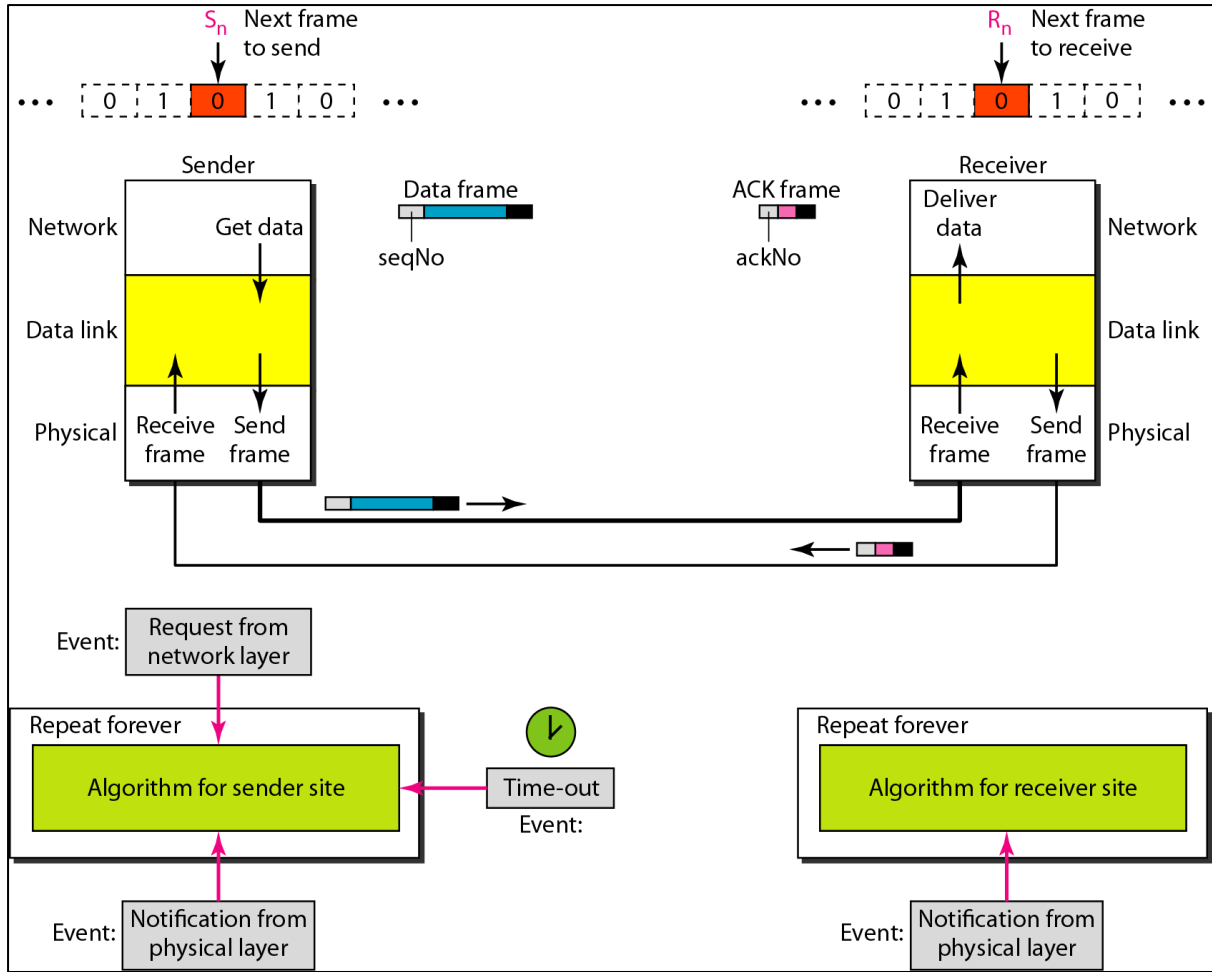 Sn Next frame to send
Rn Next frame to receive
••• 0 1 0 1 0 •••
••• 0 1 0 1 0 •••
Sender
Receiver
Data frame
ACK frame
seqNo
ackNo
Network
Get data
Deliver
data
Network
Data link
Data link
Physical
Receive
frame
Send
frame
Receive
frame
Send
frame
Physical
Event:
Request from
network layer
Repeat forever
Algorithm for sender site
Time-out
Event:
Repeat forever
Algorithm for receiver site
Event:
Notification from
physical layer
Event:
Notification from
physical layer